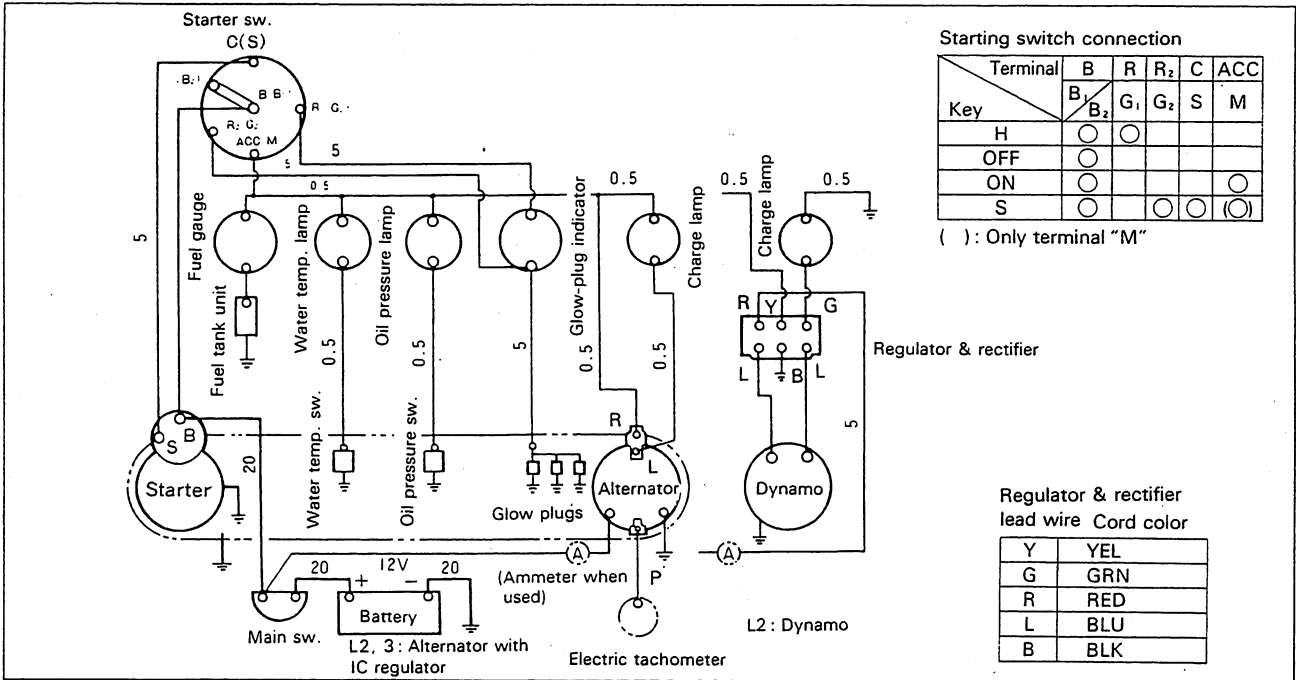 Starter sw.
C(S)
B
R
R₂ G₂
ACC M
5
5
0.5
5
Fuel gauge
Fuel tank unit
Water temp. lamp
0.5
Water temp. sw.
Oil pressure lamp
0.5
Oil pressure sw.
5
Glow plugs
Glow-plug indicator
0.5
0.5
0.5
Charge lamp
0.5
0.5
Charge lamp
R Y G
Regulator & rectifier
L B L
5
S B
Starter
20
R
L
Alternator
Dynamo
A
(Ammeter when
used)
A
P
20 12V 20
+ −
Battery
Main sw.
L2, 3 : Alternator with
IC regulator
Electric tachometer
L2 : Dynamo
Starting switch connection
Terminal B R R₂ C ACC
Key B₁ B₂ G₁ G₂ S M
H ○ ○
OFF ○
ON ○ ○
S ○ ○ ○ (○)
( ) : Only terminal "M"
Regulator & rectifier
lead wire Cord color
Y YEL
G GRN
R RED
L BLU
B BLK